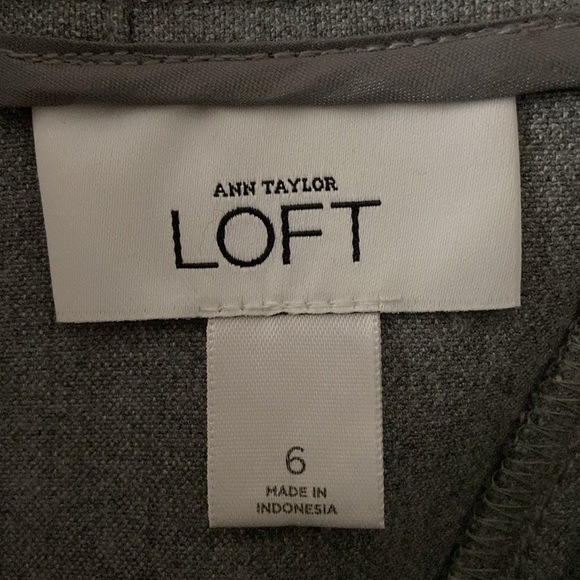 ANN TAYLOR
LOFT
6
MADE IN
INDONESIA